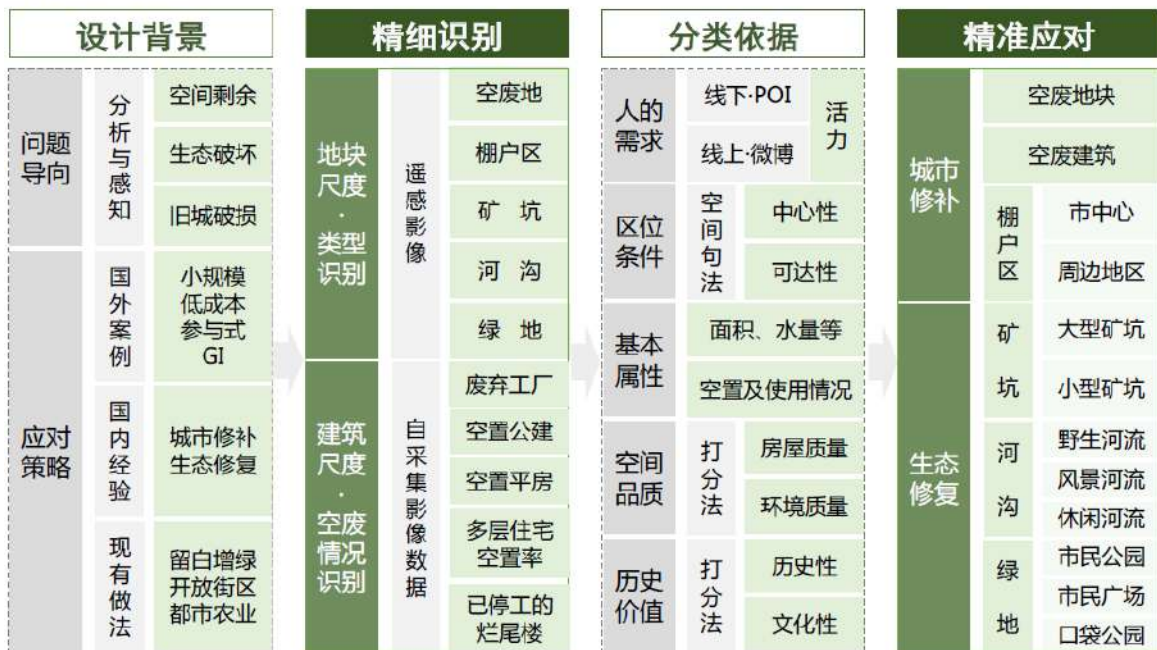 设计背景
问题
导向
分析与感知
空间剩余
生态破坏
旧城破损
应对
策略
国外案例
小规模
低成本
参与式
GI
国内经验
城市修补
生态修复
现有做法
留白增绿
开放街区
都市农业
精细识别
地块
尺度
·
类型
识别
遥感影像
空废地
棚户区
矿 坑
河 沟
绿 地
建筑
尺度
·
空废
情况
识别
自采集影像数据
废弃工厂
空置公建
空置平房
多层住宅
空置率
已停工的
烂尾楼
分类依据
人的
需求
线下·POI
线上·微博
活力
区位
条件
空间句法
中心性
可达性
基本
属性
面积、水量等
空置及使用情况
空间
品质
打分法
房屋质量
环境质量
历史
价值
打分法
历史性
文化性
精准应对
城市
修补
空废地块
空废建筑
棚户区
市中心
周边地区
生态
修复
矿坑
大型矿坑
小型矿坑
河沟
野生河流
风景河流
休闲河流
绿地
市民公园
市民广场
口袋公园